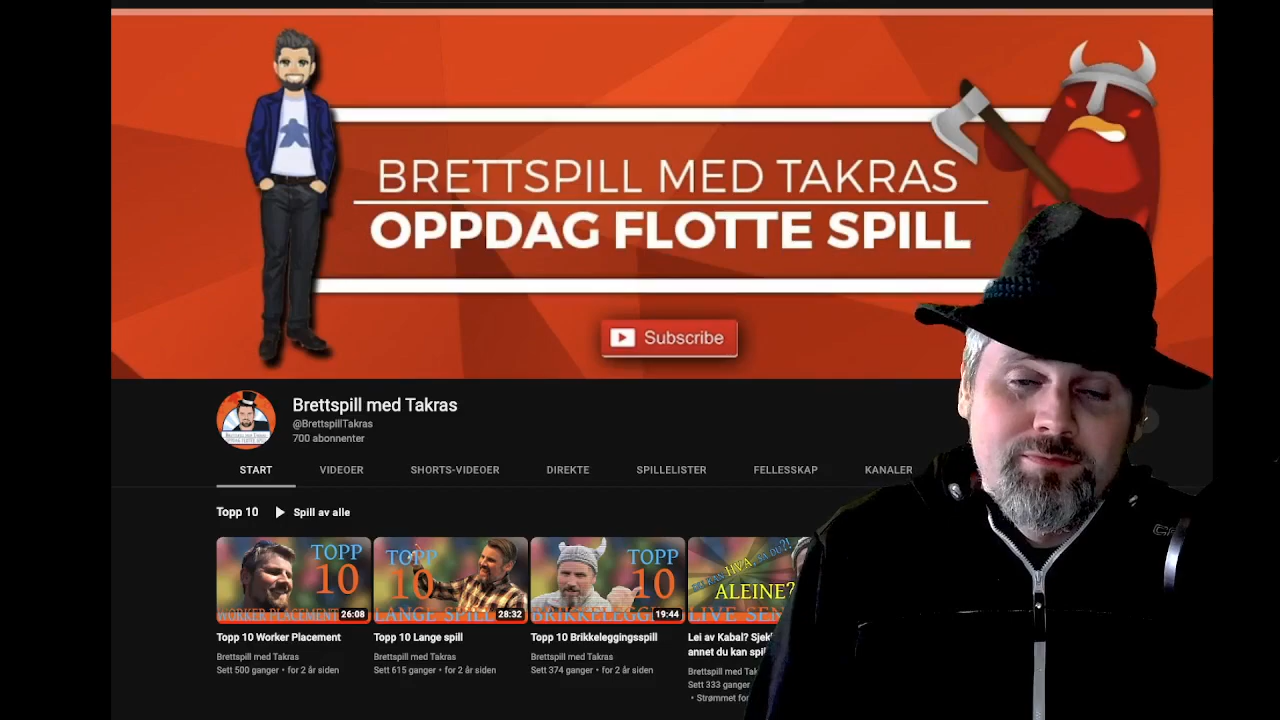 BRETTSPILL MED TAKRAS
OPPDAG FLOTTE SPILL
Subscribe
Brettspill med Takras
@BrettspillTakras
700 abonnenter
START VIDEOER SHORTS-VIDEOER DIREKTE SPILLELISTER FELLESSKAP KANALER
Topp 10 Spill av alle
TOPP
10
WORKER PLACEMENT
26:08
TOPP
10
LANGE SPILL
28:32
TOPP
10
19:44
HVA
ALEINE?
LIVE
Topp 10 Worker Placement
Brettspill med Takras
Sett 500 ganger • for 2 år siden
Topp 10 Lange spill
Brettspill med Takras
Sett 615 ganger • for 2 år siden
Topp 10 Brikkeleggingsspill
Brettspill med Takras
Sett 374 ganger • for 2 år siden
Lei av Kabal?
annet du kan
Brettspill med
Sett 333 ganger
• Strømmet for